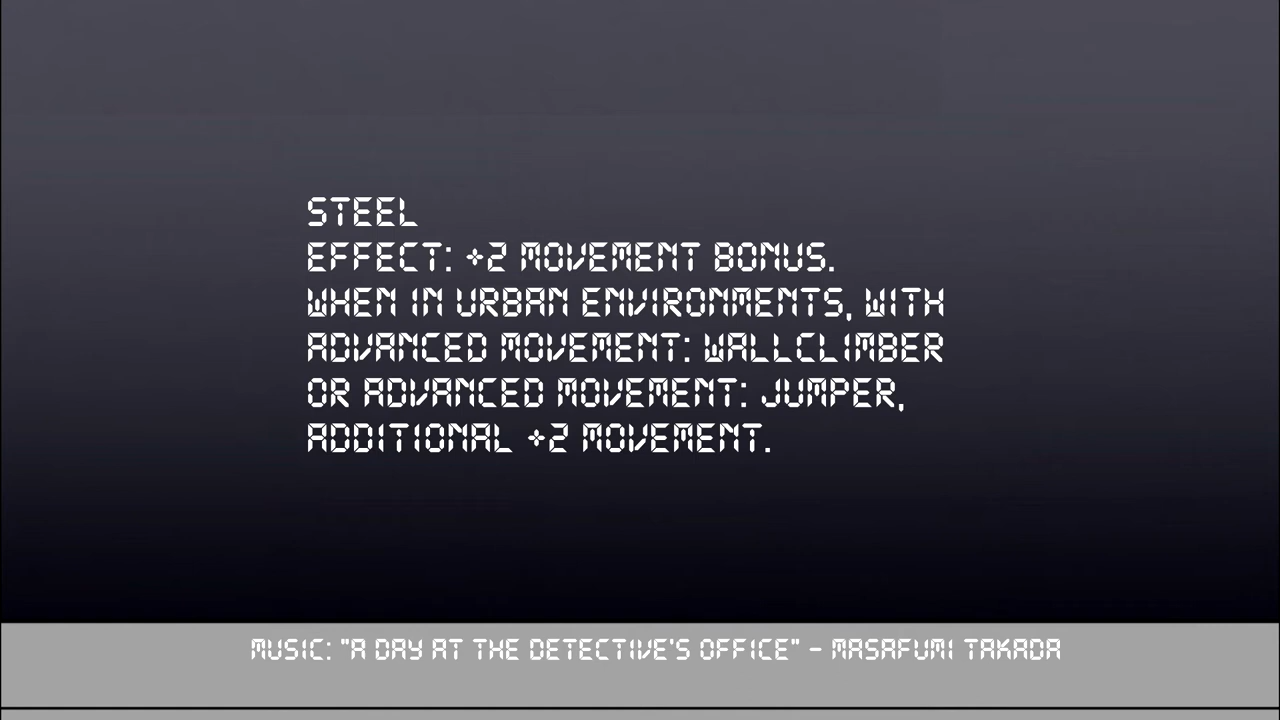 STEEL
EFFECT: +2 MOVEMENT BONUS.
WHEN IN URBAN ENVIRONMENTS, WITH
ADVANCED MOVEMENT: WALLCLIMBER
OR ADVANCED MOVEMENT: JUMPER,
ADDITIONAL +2 MOVEMENT.
MUSIC: "A DAY AT THE DETECTIVE'S OFFICE" - MASAFUMI TAKADA